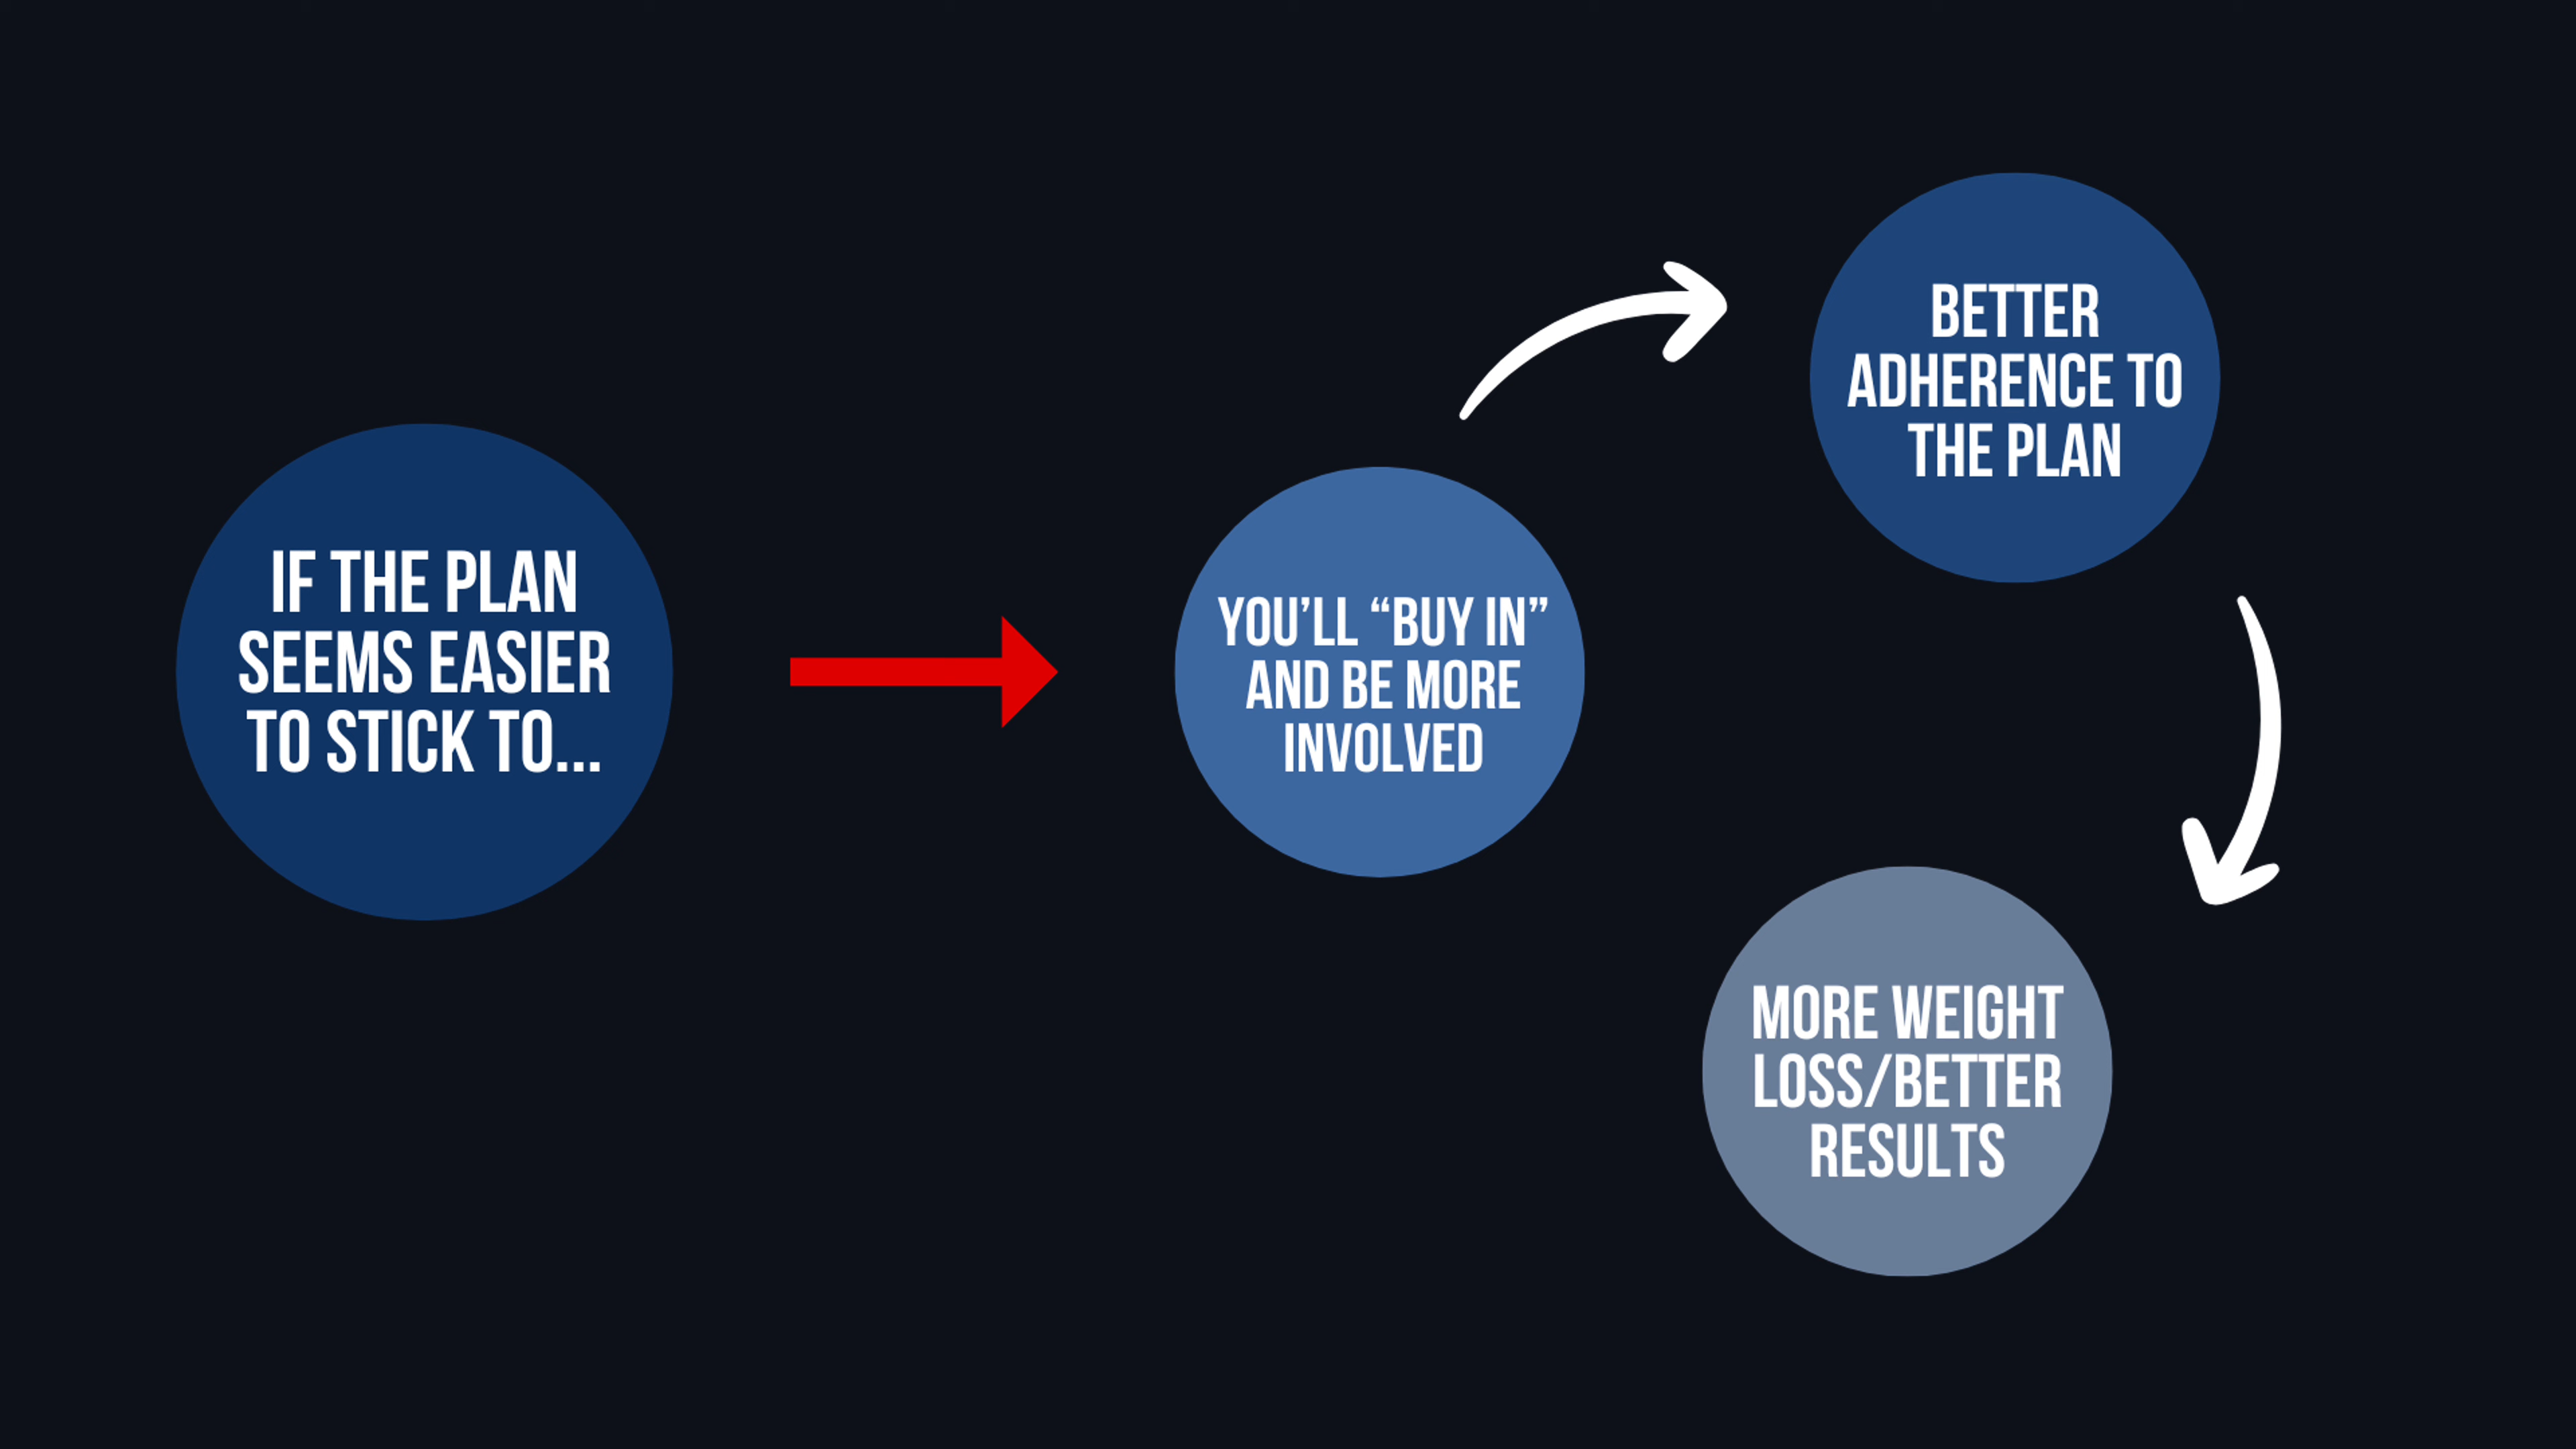 IF THE PLAN
SEEMS EASIER
TO STICK TO...
YOU'LL “BUY IN”
AND BE MORE
INVOLVED
BETTER
ADHERENCE TO
THE PLAN
MORE WEIGHT
LOSS/BETTER
RESULTS